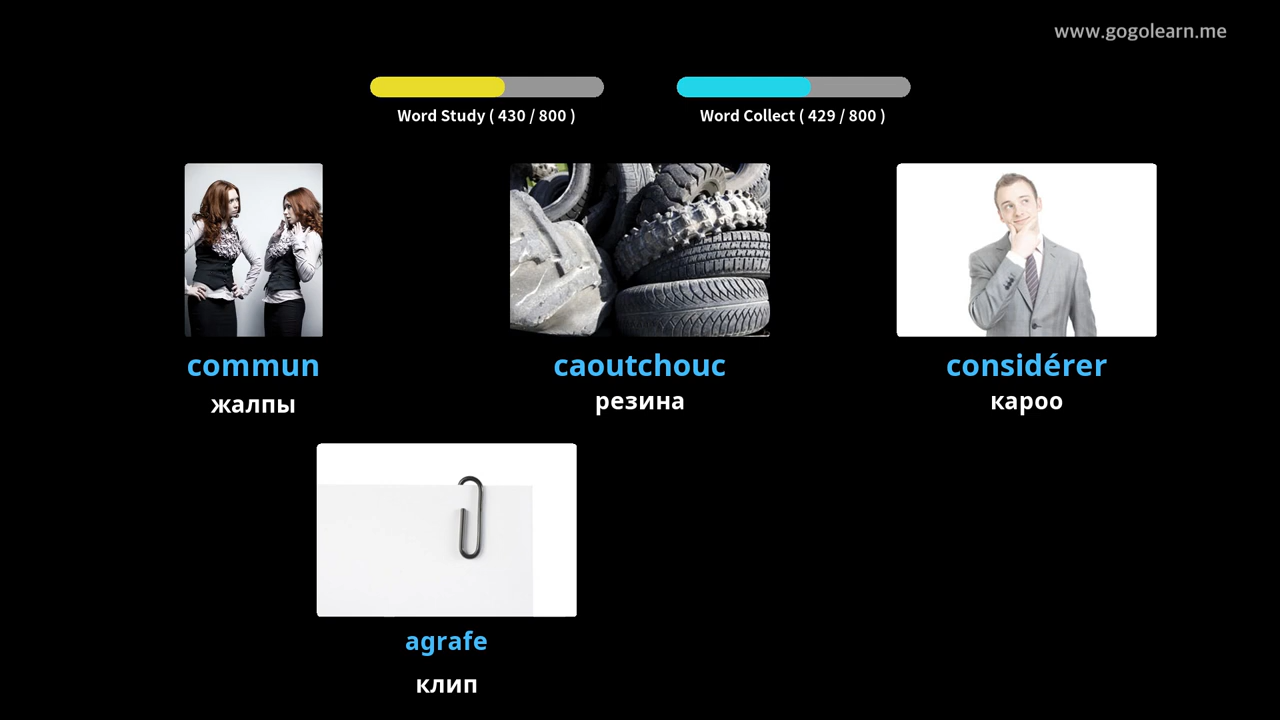 www.gogolearn.me
Word Study ( 430 / 800 )
Word Collect ( 429 / 800 )
commun
жалпы
caoutchouc
резина
considérer
кароо
agrafe
клип